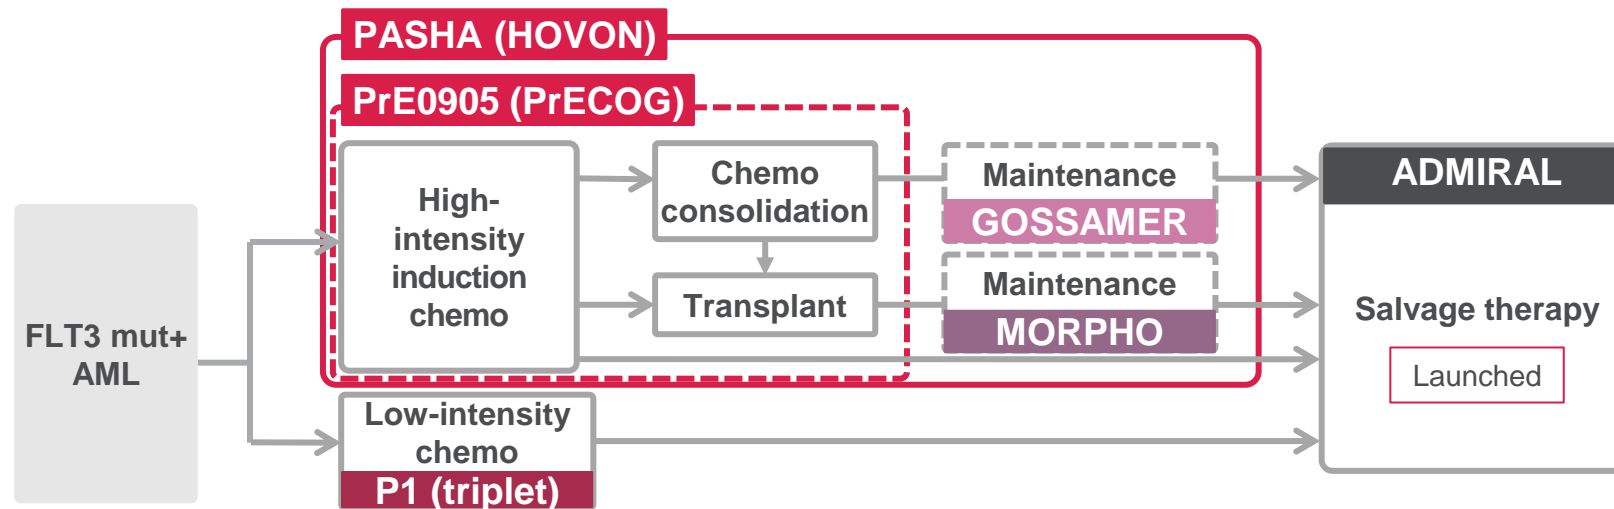 PASHA (HOVON)
PrE0905 (PrECOG)
FLT3 mut+
AML
High-
intensity
induction
chemo
Chemo
consolidation
Transplant
Maintenance
GOSSAMER
Maintenance
MORPHO
Low-intensity
chemo
P1 (triplet)
ADMIRAL
Salvage therapy
Launched